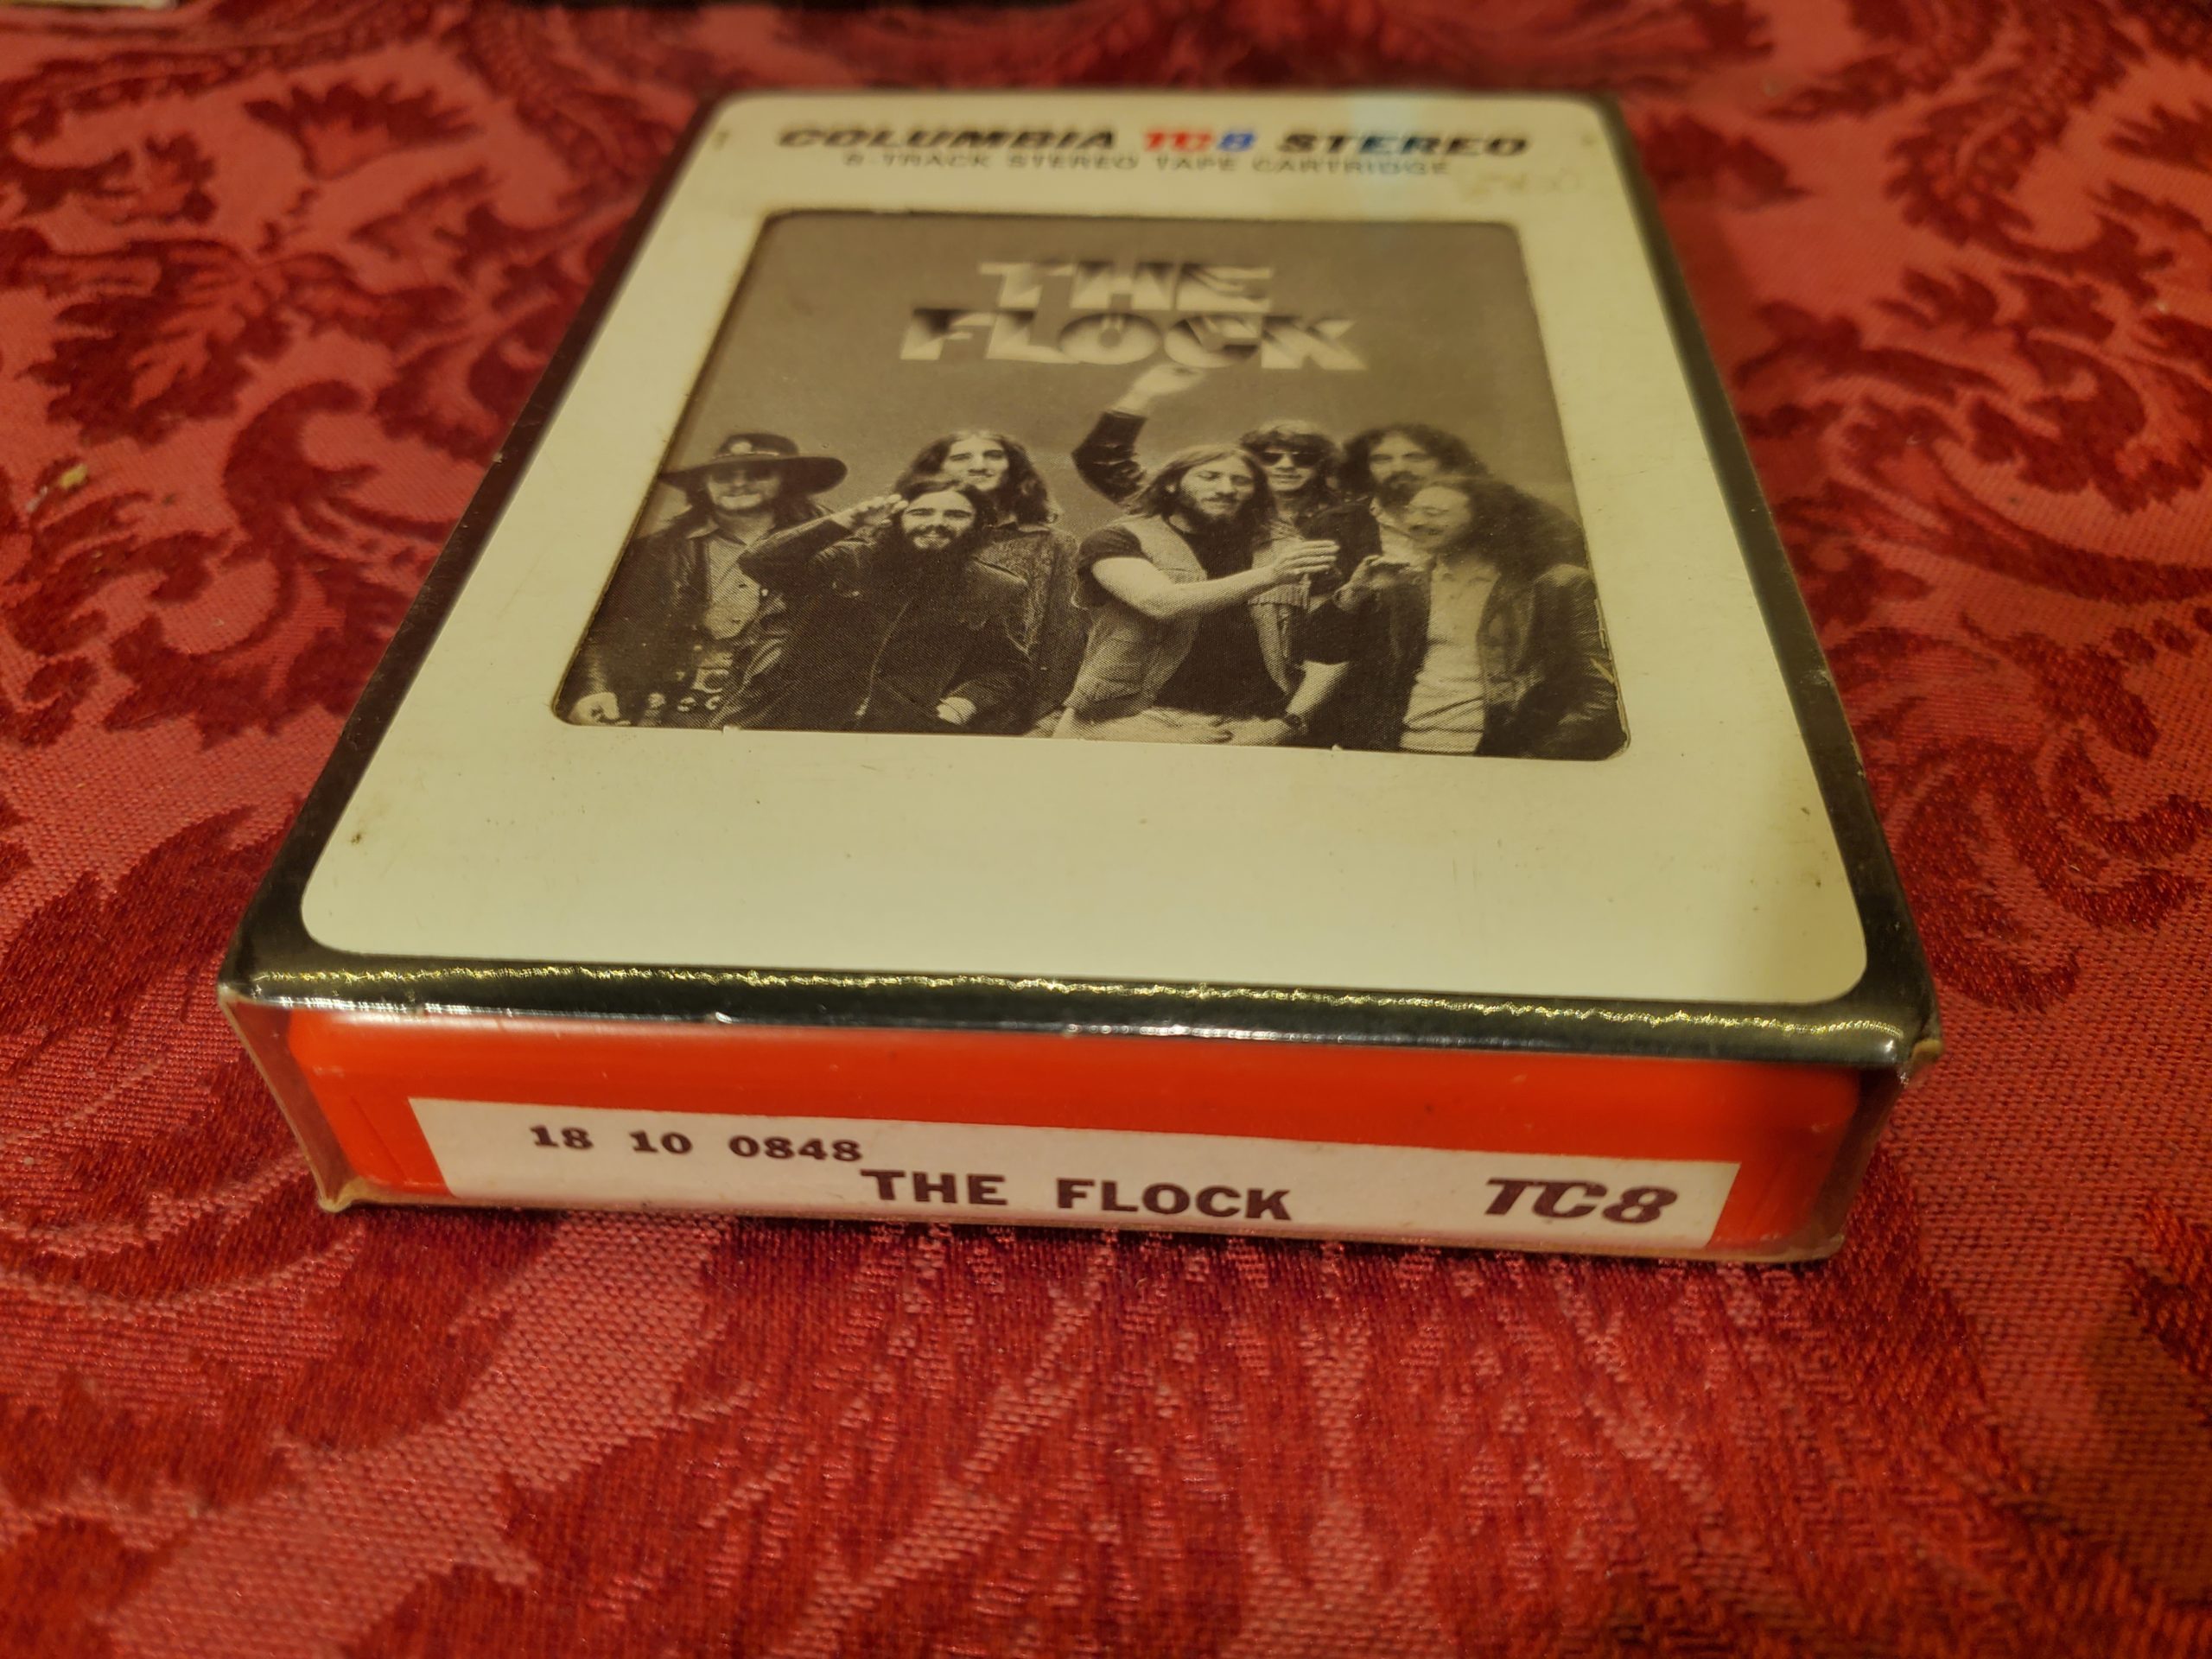 COLUMBIA TC8 STEREO
8-TRACK STEREO TAPE CARTRIDGE
THE
FLOCK
18 10 0848
THE FLOCK TC8